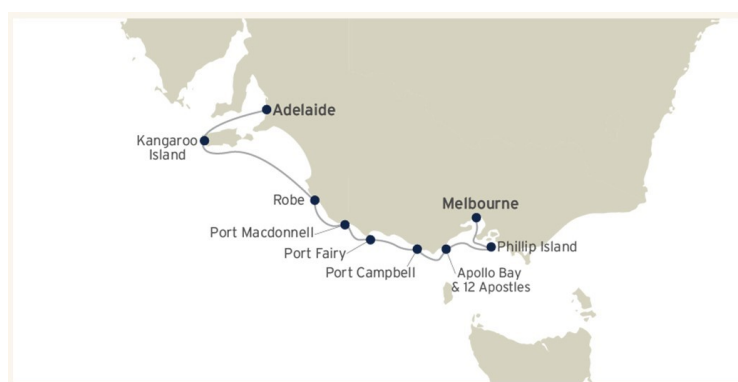 Adelaide
Kangaroo
Island
Robe
Melbourne
Port Macdonnell
Port Fairy
Phillip Island
Port Campbell
Apollo Bay
& 12 Apostles